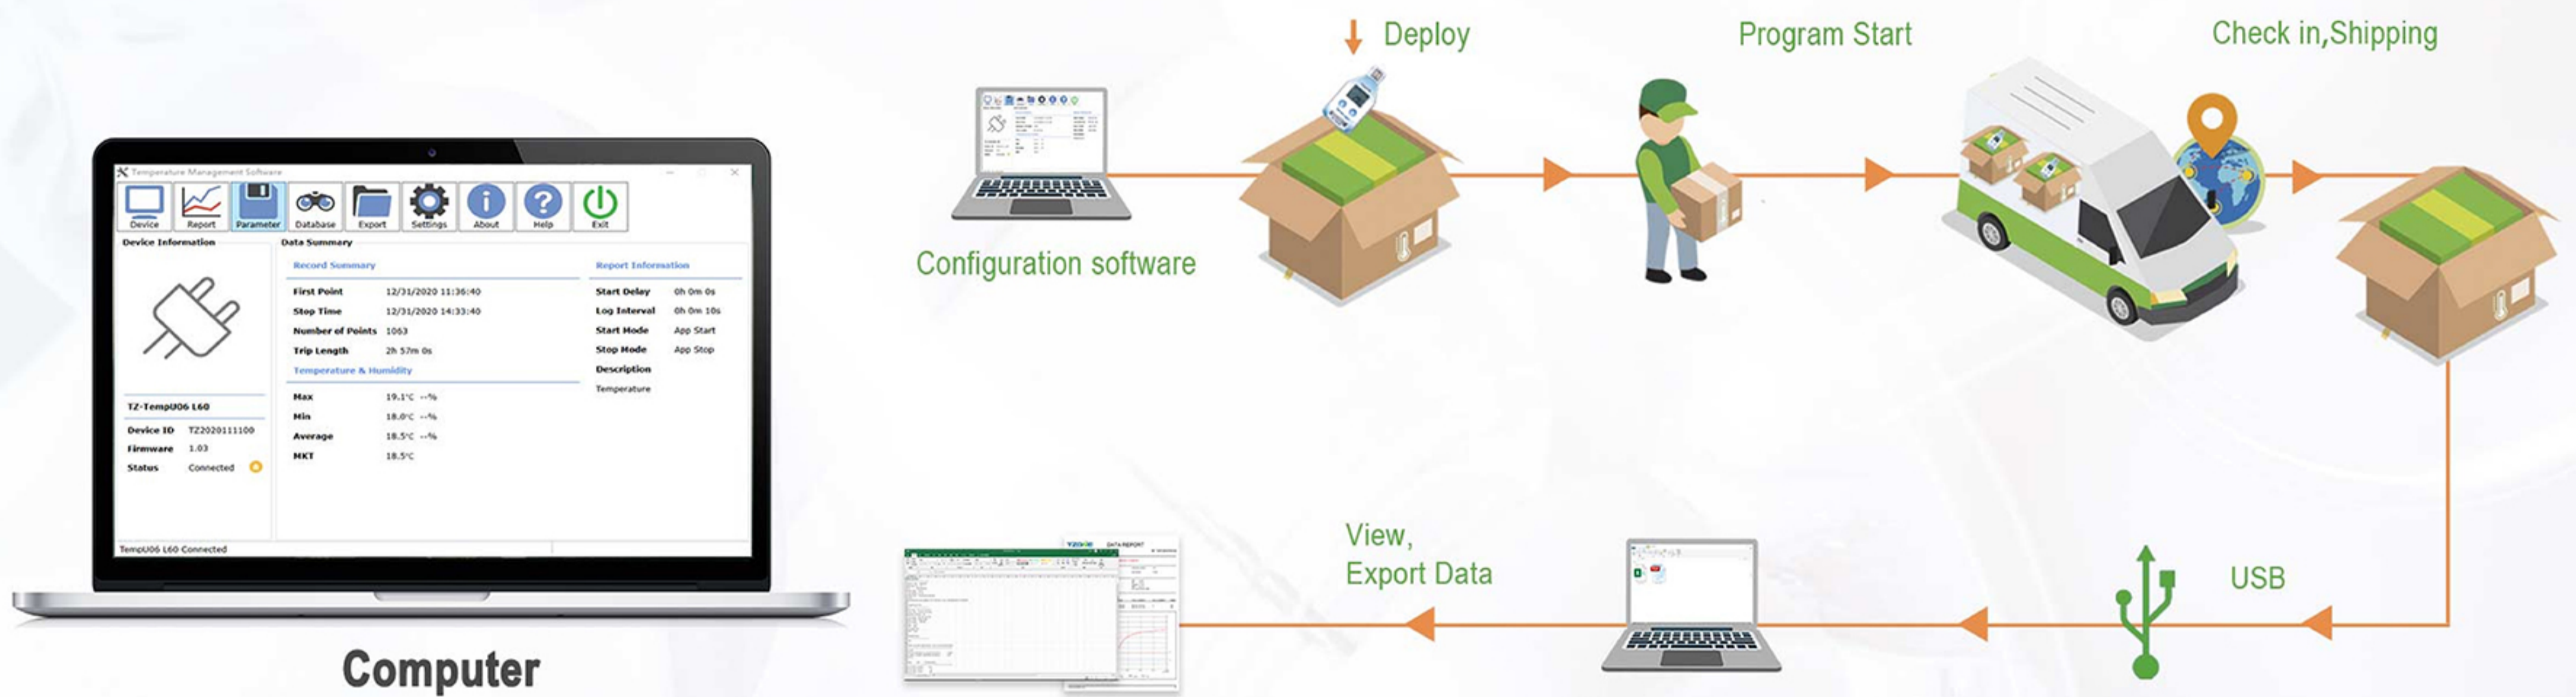 Temperature Management Software
Device
Report
Parameter
Database
Export
Settings
About
Help
Exit
Device Information
TZ-TempU06 L60
Device ID TZ2020111100
Firmware 1.03
Status Connected
Data Summary
Record Summary
First Point 12/31/2020 11:36:40
Stop Time 12/31/2020 14:33:40
Number of Points 1063
Trip Length 2h 57m 0s
Temperature & Humidity
Max 19.1°C --%
Min 18.0°C --%
Average 18.5°C --%
MKT 18.5°C
Report Information
Start Delay 0h 0m 0s
Log Interval 0h 0m 10s
Start Mode App Start
Stop Mode App Stop
Description
Temperature
TempU06 L60 Connected
Computer
Configuration software
Deploy
Program Start
Check in,Shipping
USB
View,
Export Data
DATA REPORT